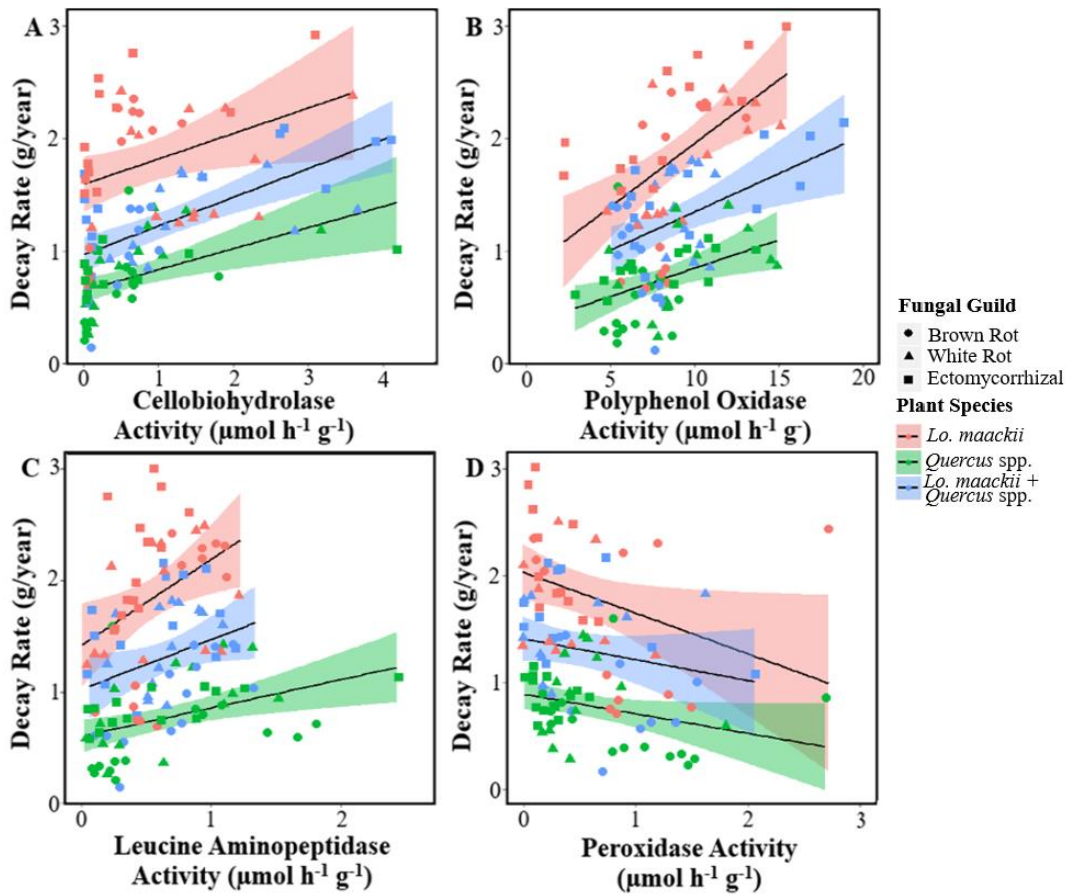 A
B
3
2
1
0
Decay Rate (g/year)
0 1 2 3 4
Cellobiohydrolase
Activity (μmol h⁻¹ g⁻¹)
3
2
1
0
Decay Rate (g/year)
0 5 10 15 20
Polyphenol Oxidase
Activity (μmol h⁻¹ g⁻)
Fungal Guild
Brown Rot
White Rot
Ectomycorrhizal
Plant Species
Lo. maackii
Quercus spp.
Lo. maackii +
Quercus spp.
C
D
3
2
1
0
Decay Rate (g/year)
0 1 2
Leucine Aminopeptidase
Activity (μmol h⁻¹ g⁻¹)
3
2
1
0
Decay Rate (g/year)
0 1 2 3
Peroxidase Activity
(μmol h⁻¹ g⁻¹)